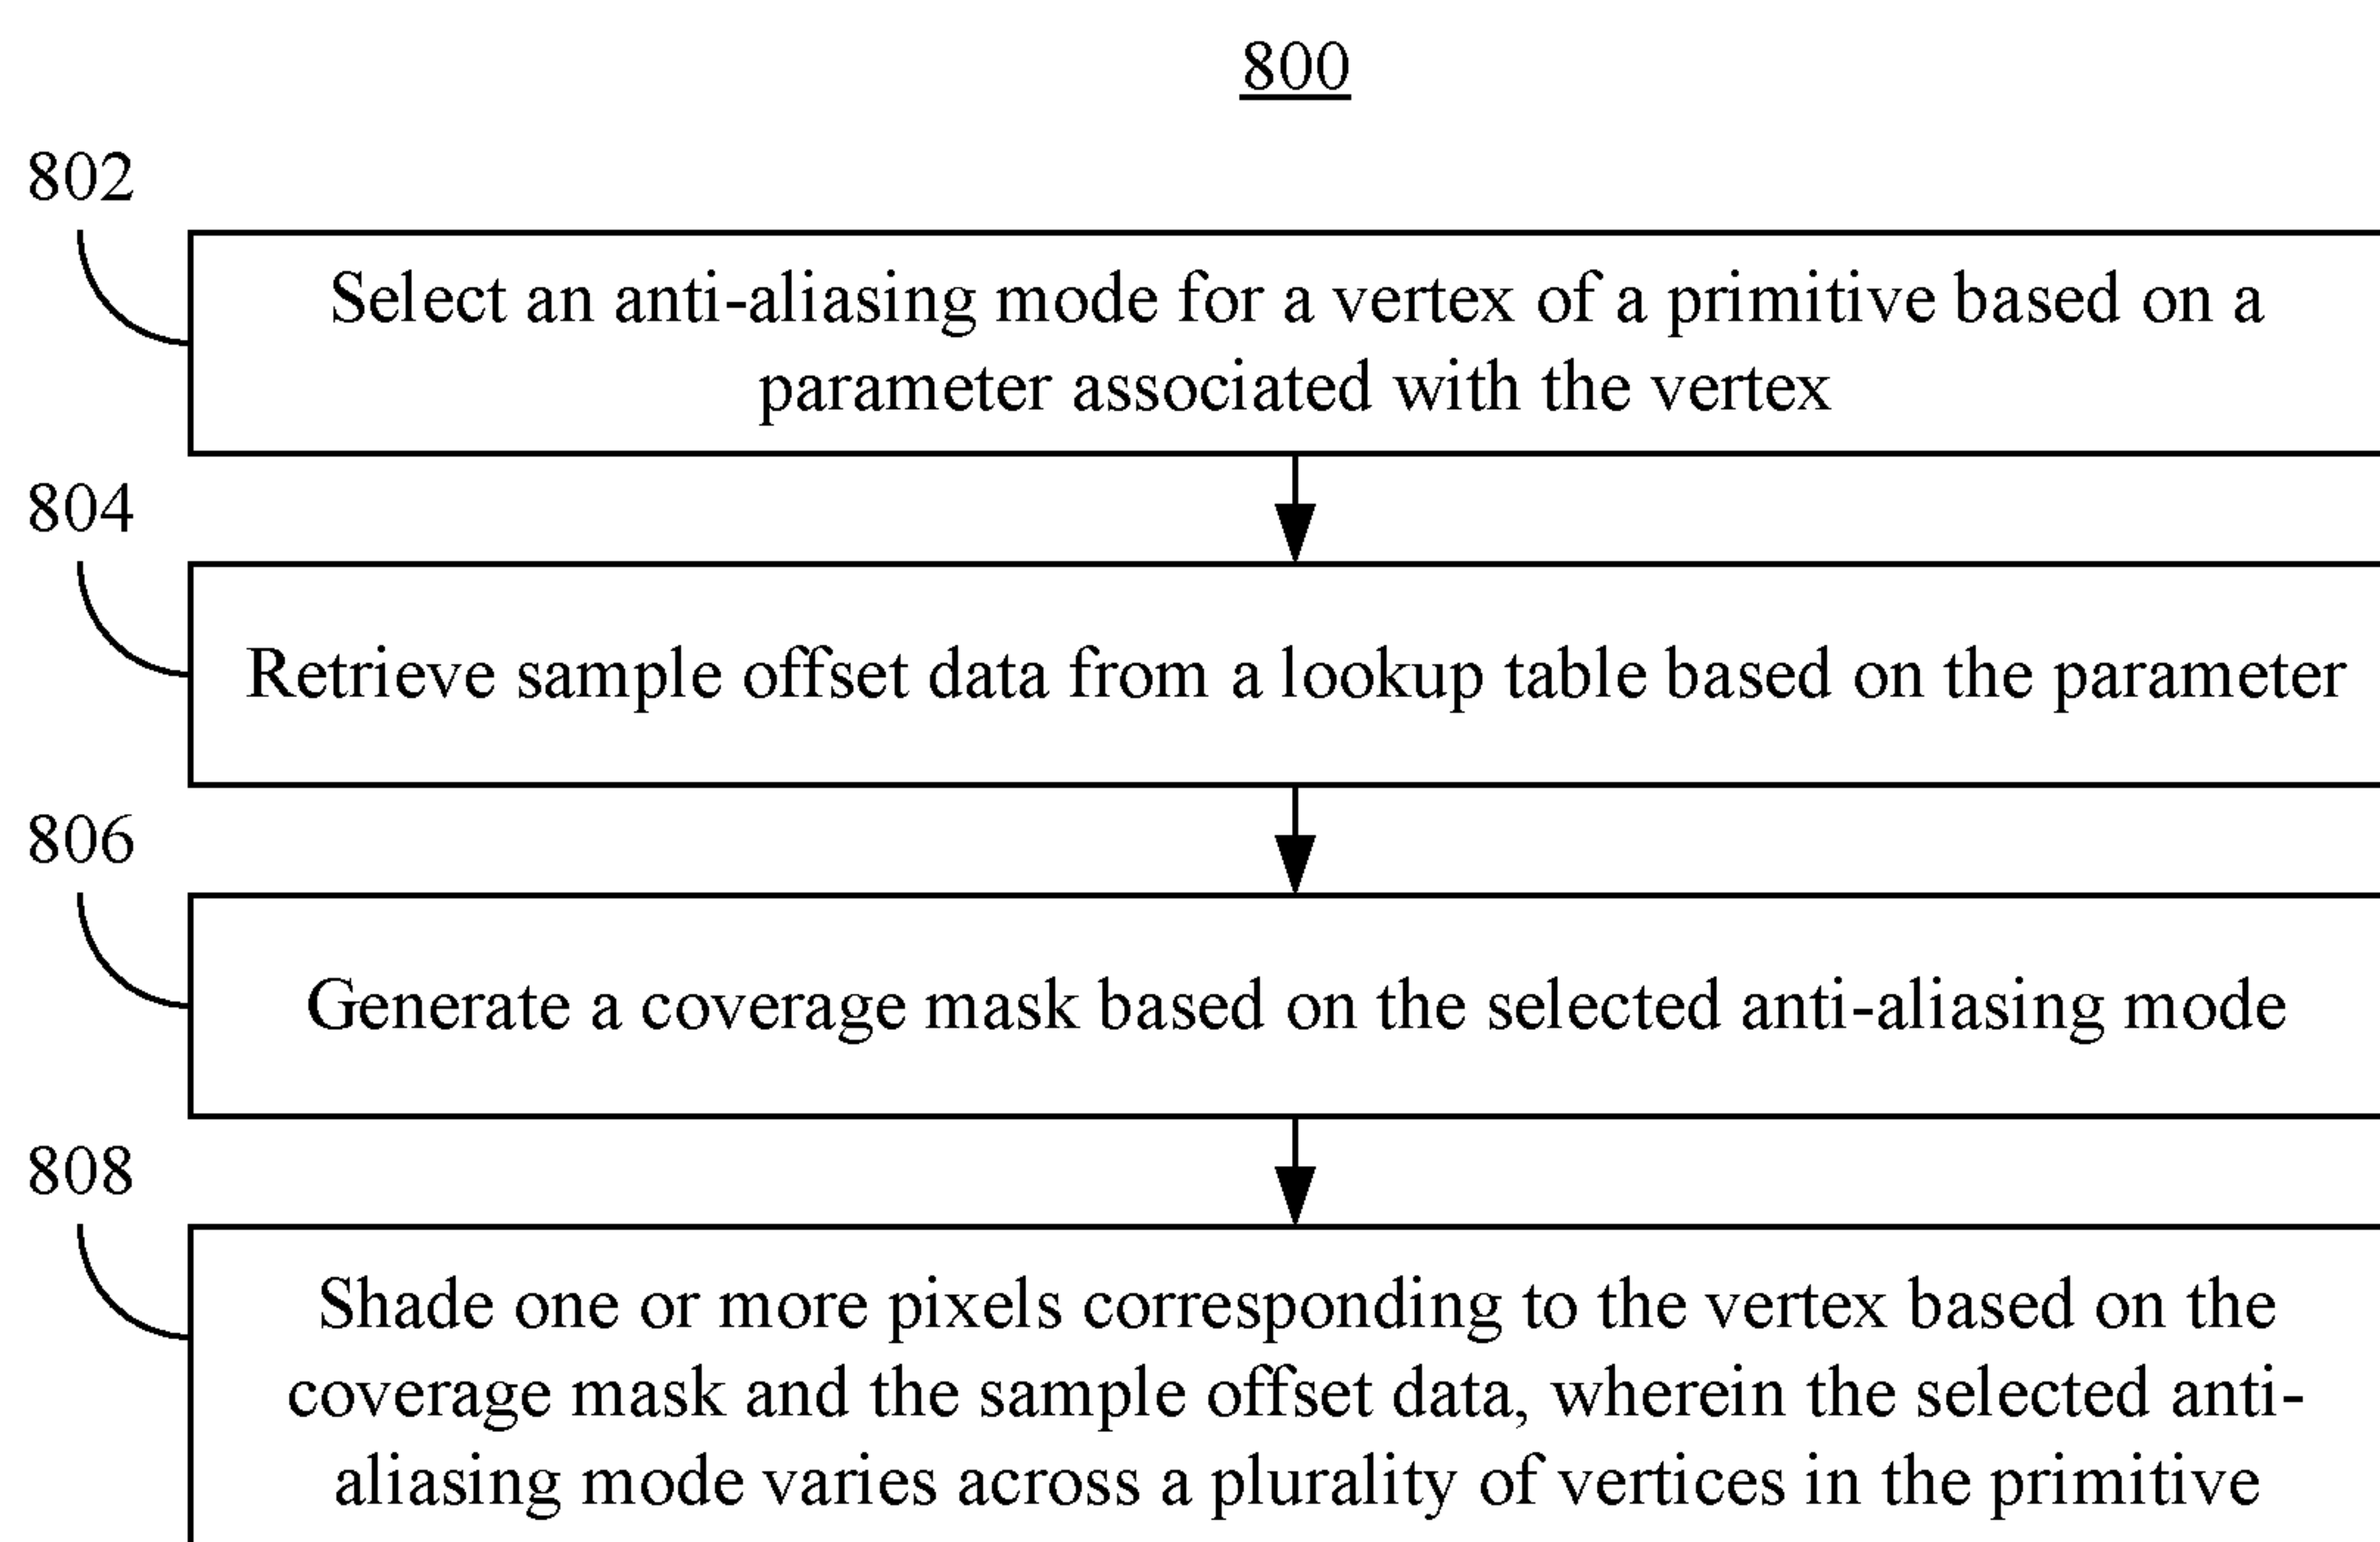 800
802
Select an anti-aliasing mode for a vertex of a primitive based on a
parameter associated with the vertex
804
Retrieve sample offset data from a lookup table based on the parameter
806
Generate a coverage mask based on the selected anti-aliasing mode
808
Shade one or more pixels corresponding to the vertex based on the
coverage mask and the sample offset data, wherein the selected anti-
aliasing mode varies across a plurality of vertices in the primitive